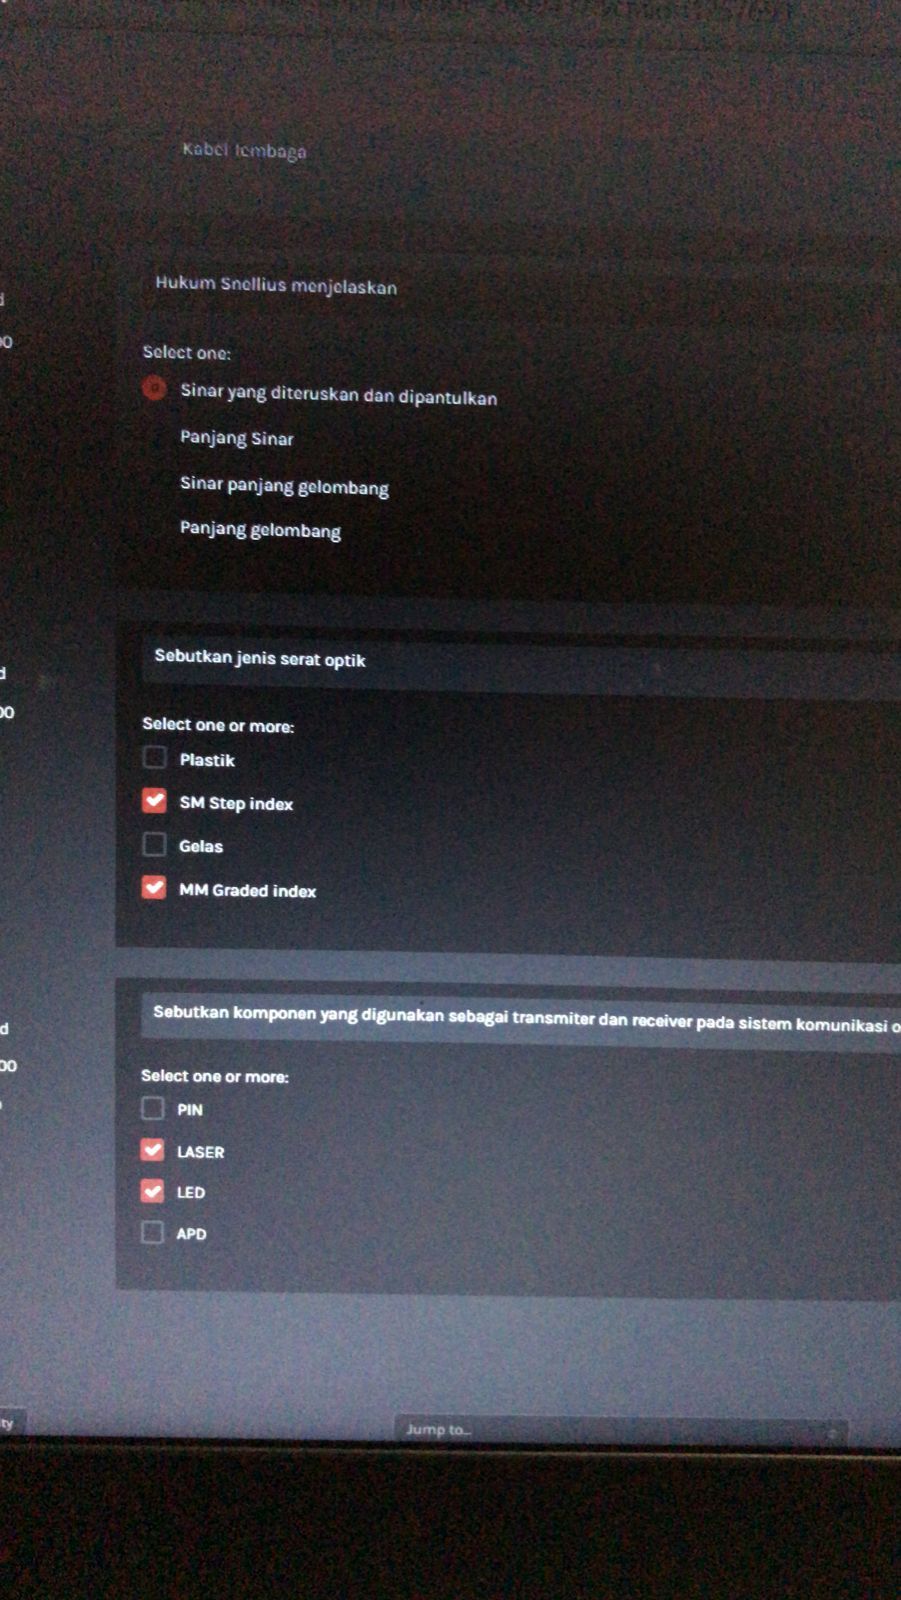 Kabel lembaga
Hukum Snellius menjelaskan
d
00
Select one:
Sinar yang diteruskan dan dipantulkan
Panjang Sinar
Sinar panjang gelombang
Panjang gelombang
Sebutkan jenis serat optik
d
00
Select one or more:
Plastik
SM Step index
Gelas
MM Graded index
Sebutkan komponen yang digunakan sebagai transmiter dan receiver pada sistem komunikasi o
d
00
Select one or more:
PIN
LASER
LED
APD
ty
Jump to...